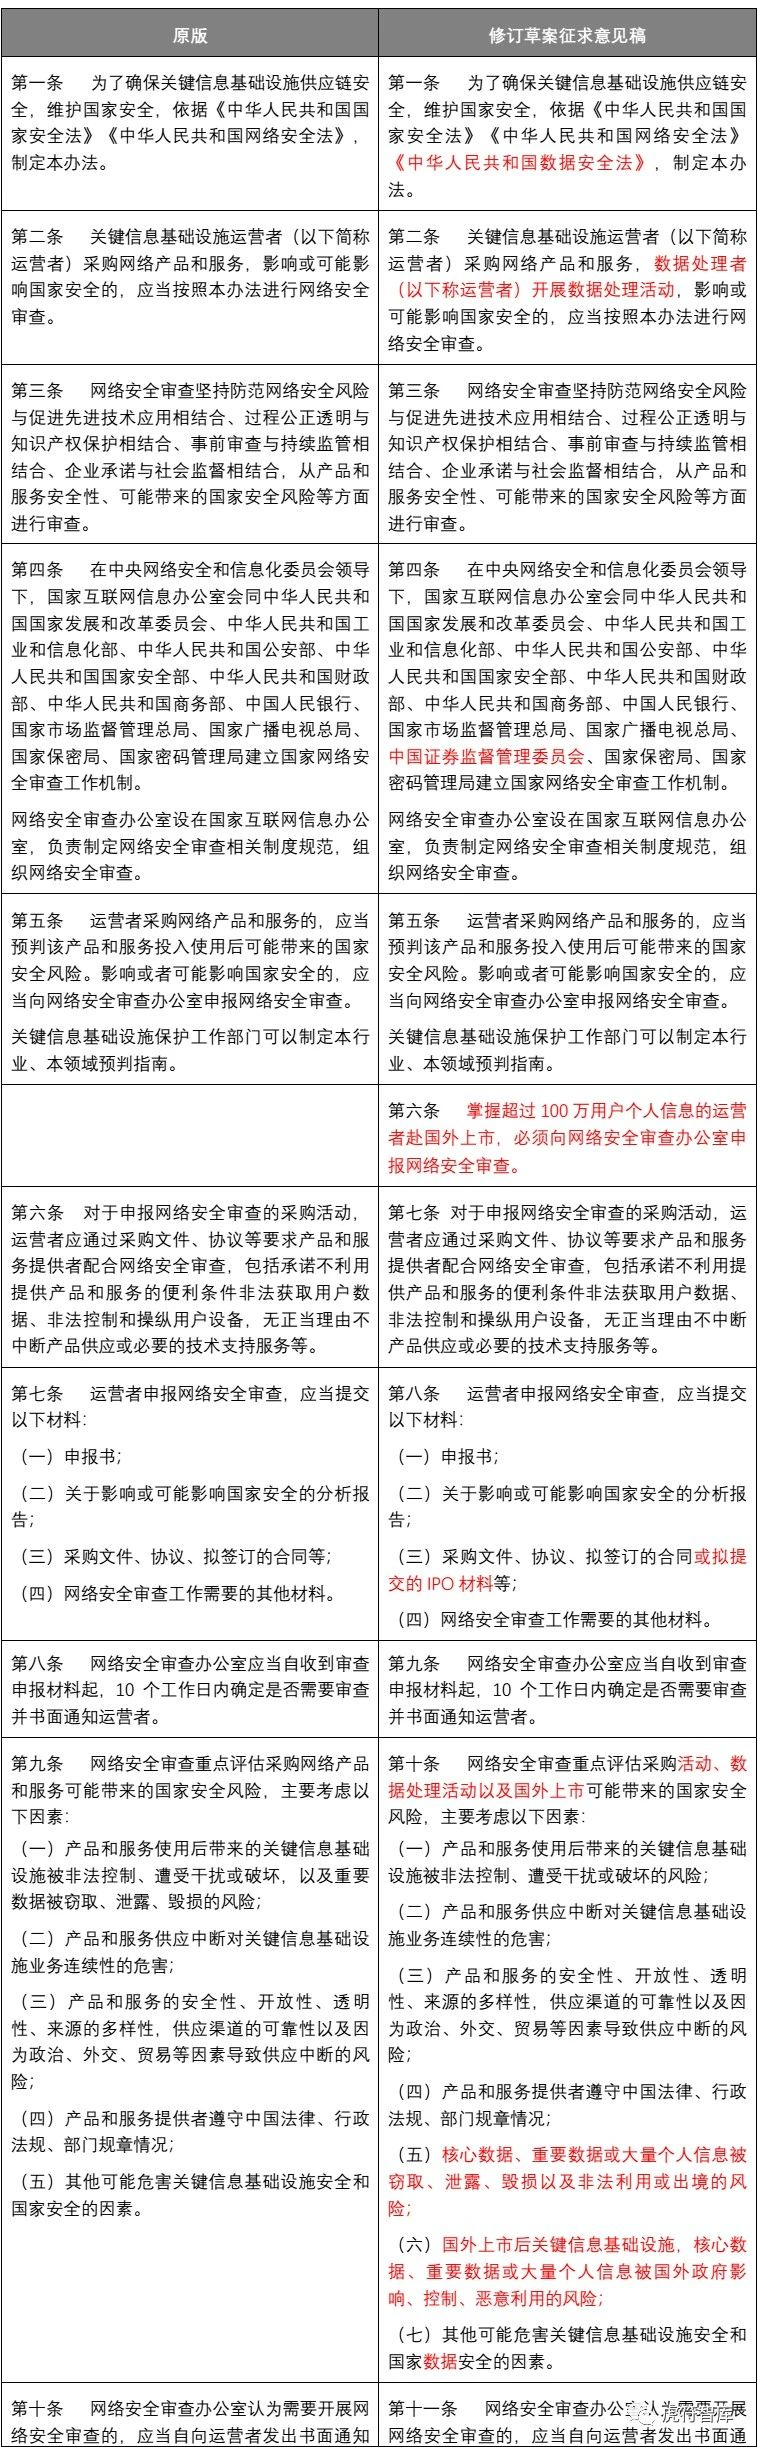 原版
修订草案征求意见稿
第一条 为了确保关键信息基础设施供应链安
全，维护国家安全，依据《中华人民共和国国
家安全法》《中华人民共和国网络安全法》，
制定本办法。
第一条 为了确保关键信息基础设施供应链安
全，维护国家安全，依据《中华人民共和国国
家安全法》《中华人民共和国网络安全法》
《中华人民共和国数据安全法》，制定本办
法。
第二条 关键信息基础设施运营者（以下简称
运营者）采购网络产品和服务，影响或可能影
响国家安全的，应当按照本办法进行网络安全
审查。
第二条 关键信息基础设施运营者（以下简称
运营者）采购网络产品和服务，数据处理者
（以下称运营者）开展数据处理活动，影响或
可能影响国家安全的，应当按照本办法进行网
络安全审查。
第三条 网络安全审查坚持防范网络安全风险
与促进先进技术应用相结合、过程公正透明与
知识产权保护相结合、事前审查与持续监管相
结合、企业承诺与社会监督相结合，从产品和
服务安全性、可能带来的国家安全风险等方面
进行审查。
第三条 网络安全审查坚持防范网络安全风险
与促进先进技术应用相结合、过程公正透明与
知识产权保护相结合、事前审查与持续监管相
结合、企业承诺与社会监督相结合，从产品和
服务安全性、可能带来的国家安全风险等方面
进行审查。
第四条 在中央网络安全和信息化委员会领导
下，国家互联网信息办公室会同中华人民共和
国国家发展和改革委员会、中华人民共和国工
业和信息化部、中华人民共和国公安部、中华
人民共和国国家安全部、中华人民共和国财政
部、中华人民共和国商务部、中国人民银行、
国家市场监督管理总局、国家广播电视总局、
国家保密局、国家密码管理局建立国家网络安
全审查工作机制。
网络安全审查办公室设在国家互联网信息办公
室，负责制定网络安全审查相关制度规范，组
织网络安全审查。
第四条 在中央网络安全和信息化委员会领导
下，国家互联网信息办公室会同中华人民共和
国国家发展和改革委员会、中华人民共和国工
业和信息化部、中华人民共和国公安部、中华
人民共和国国家安全部、中华人民共和国财政
部、中华人民共和国商务部、中国人民银行、
国家市场监督管理总局、国家广播电视总局、
中国证券监督管理委员会、国家保密局、国家
密码管理局建立国家网络安全审查工作机制。
网络安全审查办公室设在国家互联网信息办公
室，负责制定网络安全审查相关制度规范，组
织网络安全审查。
第五条 运营者采购网络产品和服务的，应当
预判该产品和服务投入使用后可能带来的国家
安全风险。影响或者可能影响国家安全的，应
当向网络安全审查办公室申报网络安全审查。
关键信息基础设施保护工作部门可以制定本行
业、本领域预判指南。
第五条 运营者采购网络产品和服务的，应当
预判该产品和服务投入使用后可能带来的国家
安全风险。影响或者可能影响国家安全的，应
当向网络安全审查办公室申报网络安全审查。
关键信息基础设施保护工作部门可以制定本行
业、本领域预判指南。
第六条 掌握超过 100 万用户个人信息的运营
者赴国外上市，必须向网络安全审查办公室申
报网络安全审查。
第六条 对于申报网络安全审查的采购活动，
运营者应通过采购文件、协议等要求产品和服
务提供者配合网络安全审查，包括承诺不利用
提供产品和服务的便利条件非法获取用户数
据、非法控制和操纵用户设备，无正当理由不
中断产品供应或必要的技术支持服务等。
第七条 对于申报网络安全审查的采购活动，运
营者应通过采购文件、协议等要求产品和服务
提供者配合网络安全审查，包括承诺不利用提
供产品和服务的便利条件非法获取用户数据、
非法控制和操纵用户设备，无正当理由不中断
产品供应或必要的技术支持服务等。
第七条 运营者申报网络安全审查，应当提交
以下材料：
（一）申报书；
（二）关于影响或可能影响国家安全的分析报
告；
（三）采购文件、协议、拟签订的合同等；
（四）网络安全审查工作需要的其他材料。
第八条 运营者申报网络安全审查，应当提交
以下材料：
（一）申报书；
（二）关于影响或可能影响国家安全的分析报
告；
（三）采购文件、协议、拟签订的合同或拟提
交的 IPO 材料等；
（四）网络安全审查工作需要的其他材料。
第八条 网络安全审查办公室应当自收到审查
申报材料起，10 个工作日内确定是否需要审查
并书面通知运营者。
第九条 网络安全审查办公室应当自收到审查
申报材料起，10 个工作日内确定是否需要审查
并书面通知运营者。
第九条 网络安全审查重点评估采购网络产品
和服务可能带来的国家安全风险，主要考虑以
下因素：
（一）产品和服务使用后带来的关键信息基础
设施被非法控制、遭受干扰或破坏，以及重要
数据被窃取、泄露、毁损的风险；
（二）产品和服务供应中断对关键信息基础设
施业务连续性的危害；
（三）产品和服务的安全性、开放性、透明
性、来源的多样性，供应渠道的可靠性以及因
为政治、外交、贸易等因素导致供应中断的风
险；
（四）产品和服务提供者遵守中国法律、行政
法规、部门规章情况；
（五）其他可能危害关键信息基础设施安全和
国家安全的因素。
第十条 网络安全审查重点评估采购活动、数
据处理活动以及国外上市可能带来的国家安全
风险，主要考虑以下因素：
（一）产品和服务使用后带来的关键信息基础
设施被非法控制、遭受干扰或破坏的风险；
（二）产品和服务供应中断对关键信息基础设
施业务连续性的危害；
（三）产品和服务的安全性、开放性、透明
性、来源的多样性，供应渠道的可靠性以及因
为政治、外交、贸易等因素导致供应中断的风
险；
（四）产品和服务提供者遵守中国法律、行政
法规、部门规章情况；
（五）核心数据、重要数据或大量个人信息被
窃取、泄露、毁损以及非法利用或出境的风
险；
（六）国外上市后关键信息基础设施，核心数
据、重要数据或大量个人信息被国外政府影
响、控制、恶意利用的风险；
（七）其他可能危害关键信息基础设施安全和
国家数据安全的因素。
第十条 网络安全审查办公室认为需要开展网
络安全审查的，应当自向运营者发出书面通知
第十一条 网络安全审查办公室认为需要开展
网络安全审查的，应当自向运营者发出书面通
虎符智库